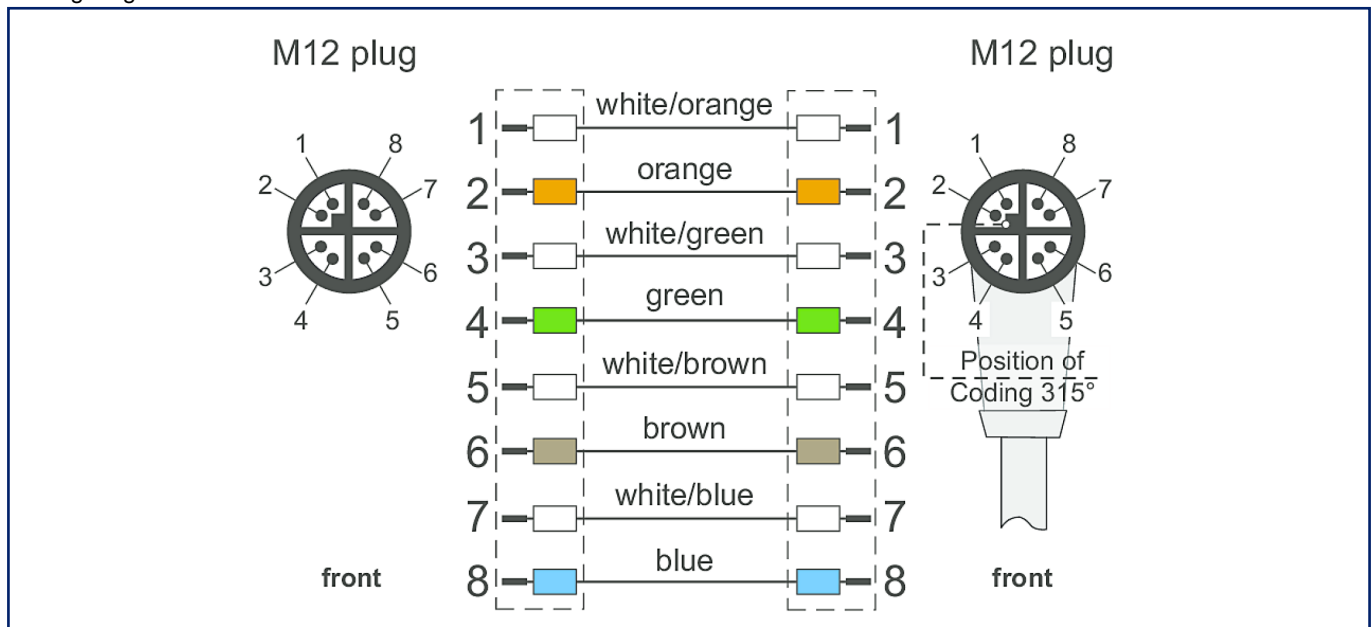 M12 plug
M12 plug
1 white/orange 1
2 orange 2
3 white/green 3
4 green 4
5 white/brown 5
6 brown 6
7 white/blue 7
8 blue 8
1 8
2 7
3 6
4 5
1 8
2 7
3 6
4 5
Position of
Coding 315°
front
front